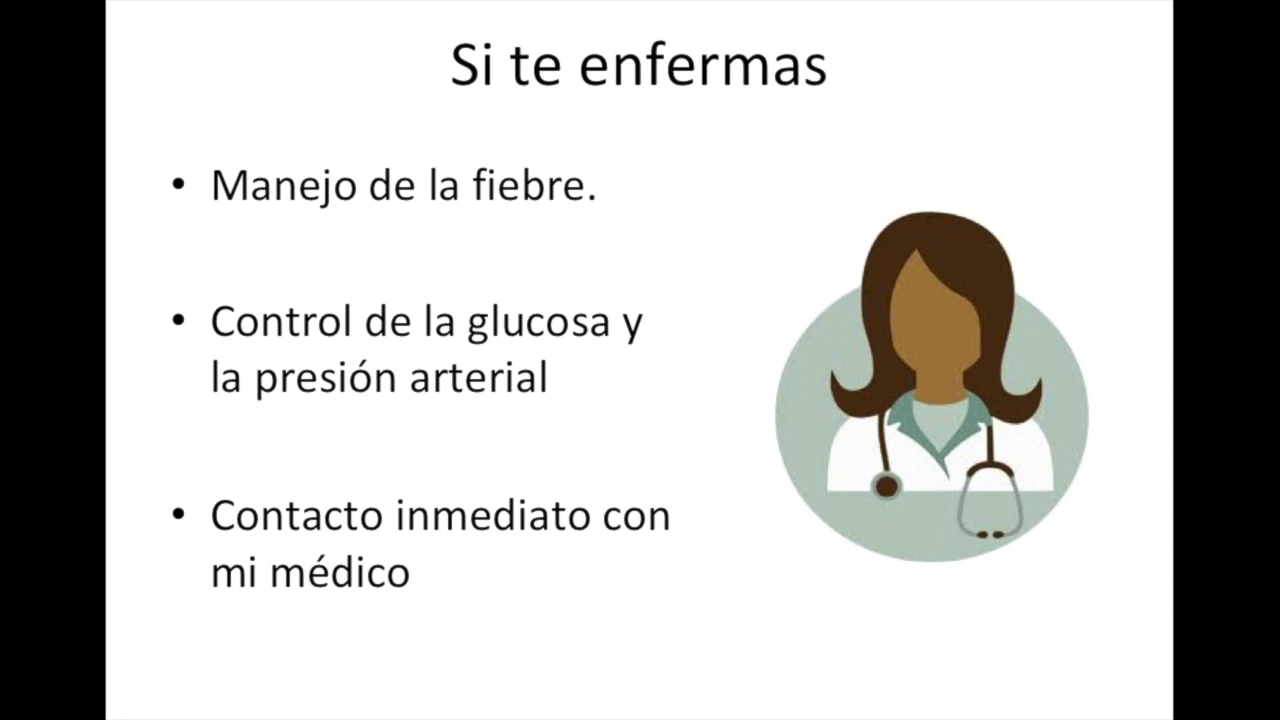 Si te enfermas
• Manejo de la fiebre.
• Control de la glucosa y
la presión arterial
• Contacto inmediato con
mi médico